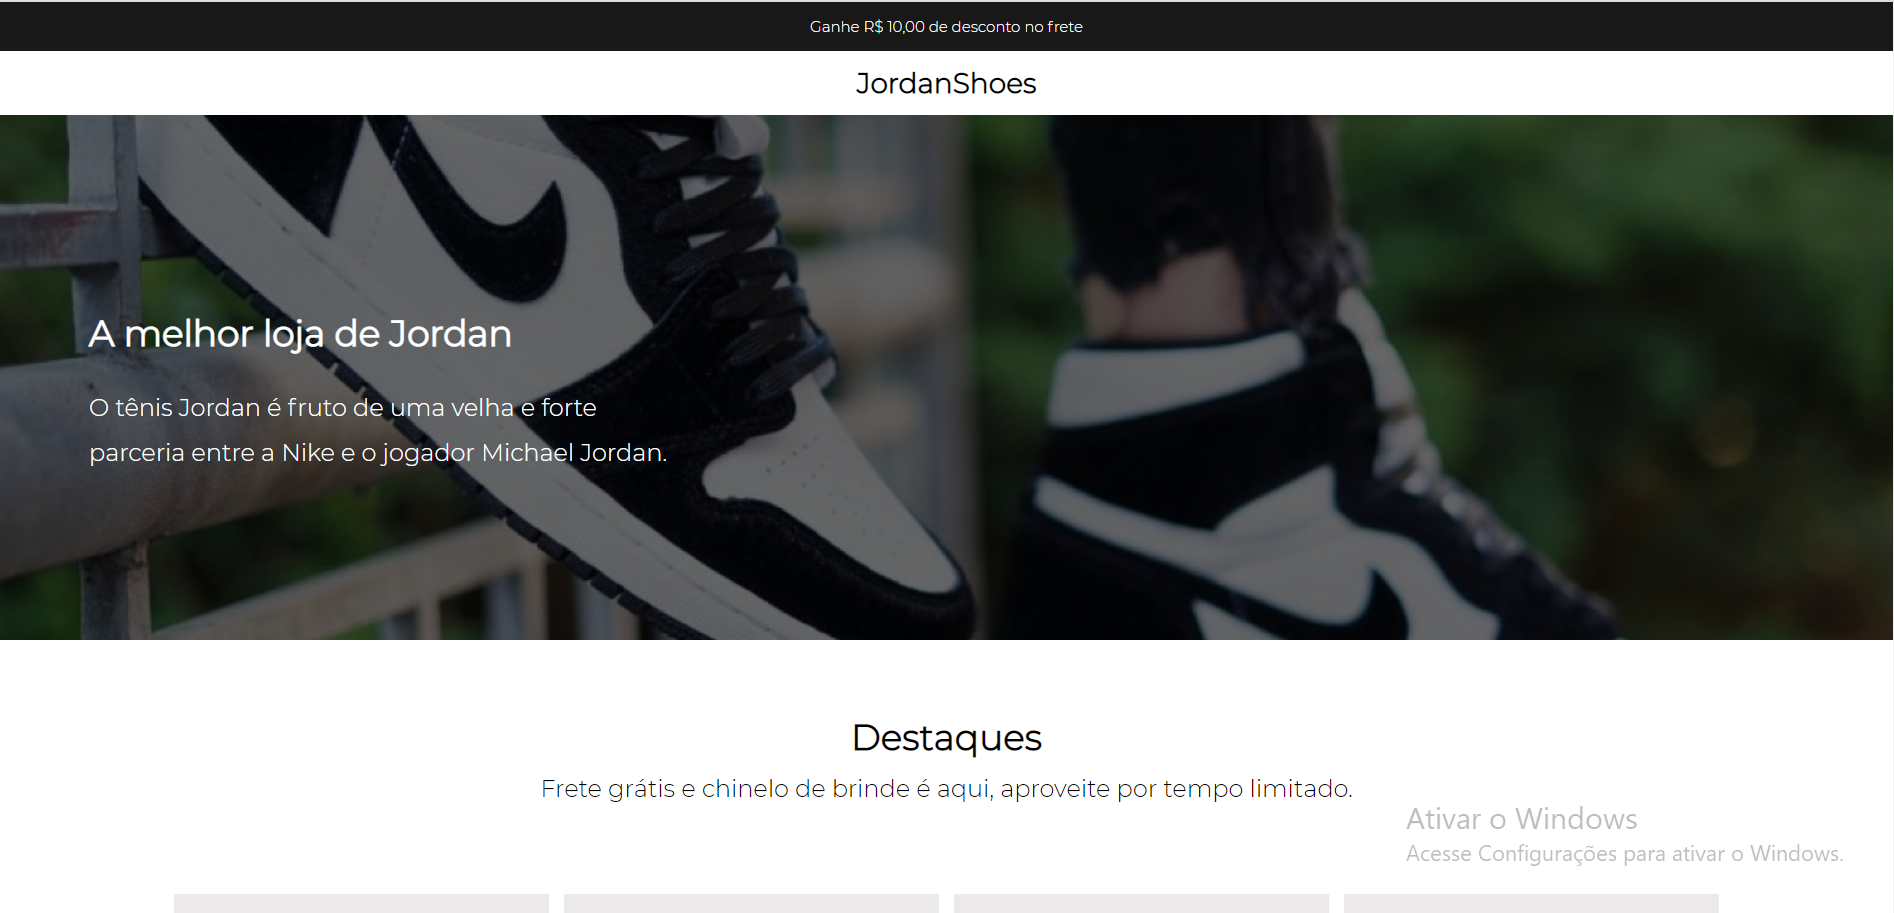 Ganhe R$ 10,00 de desconto no frete
JordanShoes
A melhor loja de Jordan
O tênis Jordan é fruto de uma velha e forte
parceria entre a Nike e o jogador Michael Jordan.
Destaques
Frete grátis e chinelo de brinde é aqui, aproveite por tempo limitado.
Ativar o Windows
Acesse Configurações para ativar o Windows.